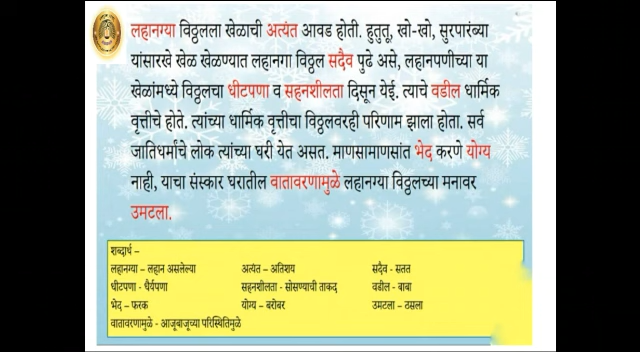 लहानग्या विठ्ठलला खेळाची अत्यंत आवड होती. हुतुतू, खो-खो, सुरपारंब्या
यांसारखे खेळ खेळण्यात लहानगा विठ्ठल सदैव पुढे असे, लहानपणीच्या या
खेळांमध्ये विठ्ठलचा धीटपणा व सहनशीलता दिसून येई. त्याचे वडील धार्मिक
वृत्तीचे होते. त्यांच्या धार्मिक वृत्तीचा विठ्ठलवरही परिणाम झाला होता. सर्व
जातिधर्मांचे लोक त्यांच्या घरी येत असत. माणसामाणसांत भेद करणे योग्य
नाही, याचा संस्कार घरातील वातावरणामुळे लहानग्या विठ्ठलच्या मनावर
उमटला.
शब्दार्थ –
लहानग्या – लहान असलेल्या अत्यंत – अतिशय सदैव - सतत
धीटपणा - धैर्यपणा सहनशीलता - सोसण्याची ताकद वडील - बाबा
भेद – फरक योग्य – बरोबर उमटला – ठसला
वातावरणामुळे - आजूबाजूच्या परिस्थितिमुळे